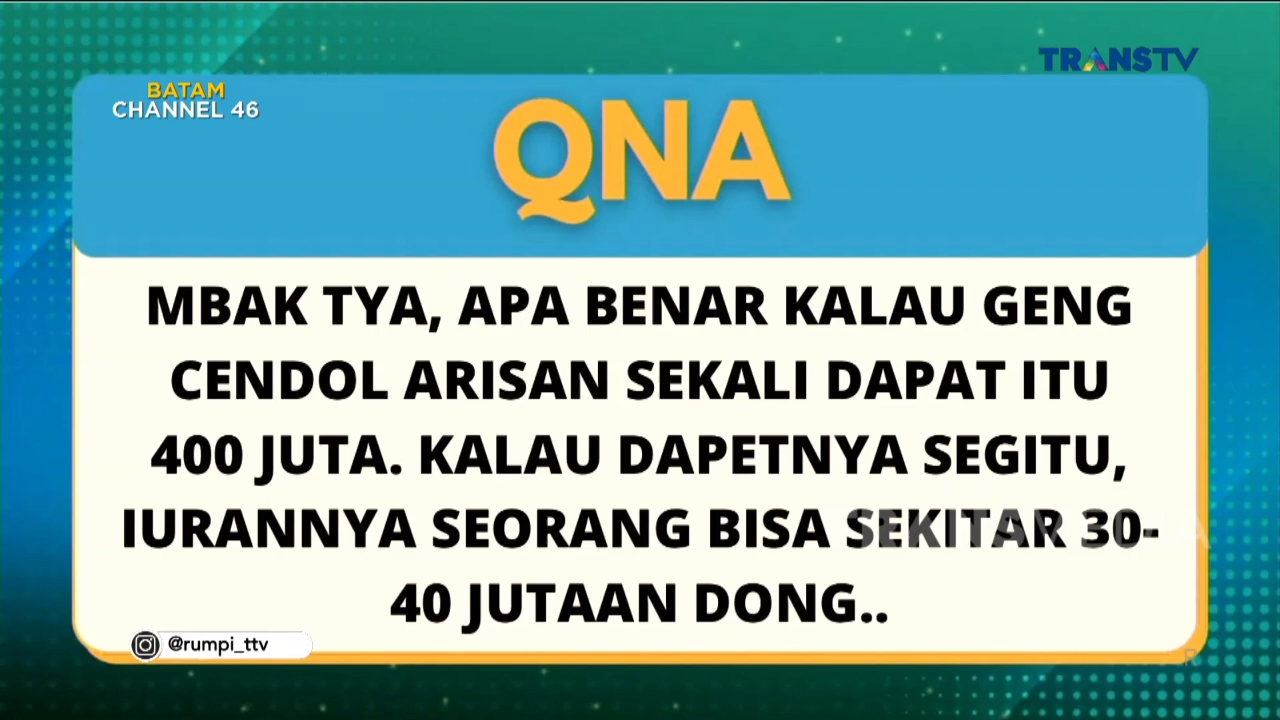 TRANSTV
BATAM
CHANNEL 46
QNA
MBAK TYA, APA BENAR KALAU GENG
CENDOL ARISAN SEKALI DAPAT ITU
400 JUTA. KALAU DAPETNYA SEGITU,
IURANNYA SEORANG BISA SEKITAR 30-
40 JUTAAN DONG..
@rumpi_ttv